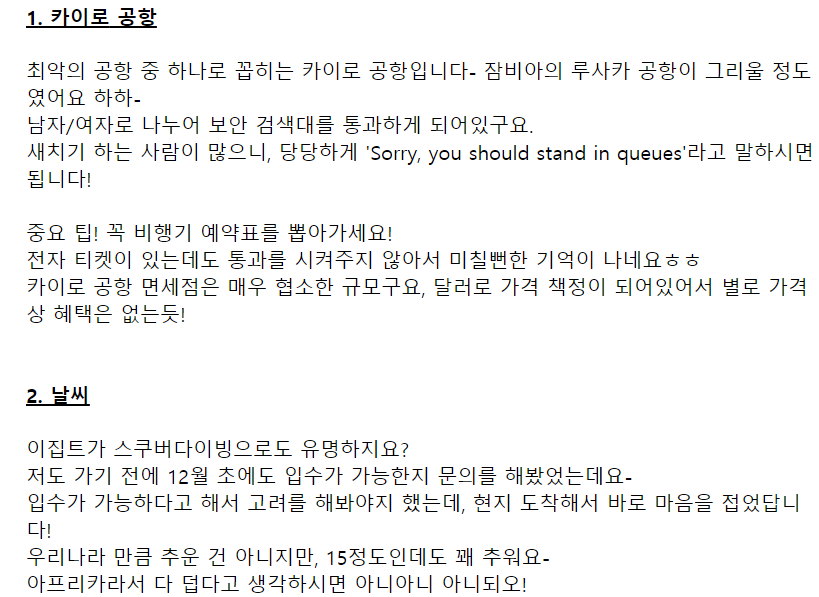 1. 카이로 공항
최악의 공항 중 하나로 꼽히는 카이로 공항입니다- 잠비아의 루사카 공항이 그리울 정도
였어요 하하-
남자/여자로 나누어 보안 검색대를 통과하게 되어있구요.
새치기 하는 사람이 많으니, 당당하게 'Sorry, you should stand in queues'라고 말하시면
됩니다!
중요 팁! 꼭 비행기 예약표를 뽑아가세요!
전자 티켓이 있는데도 통과를 시켜주지 않아서 미칠뻔한 기억이 나네요ㅎㅎ
카이로 공항 면세점은 매우 협소한 규모구요, 달러로 가격 책정이 되어있어서 별로 가격
상 혜택은 없는듯!
2. 날씨
이집트가 스쿠버다이빙으로도 유명하지요?
저도 가기 전에 12월 초에도 입수가 가능한지 문의를 해봤었는데요-
입수가 가능하다고 해서 고려를 해봐야지 했는데, 현지 도착해서 바로 마음을 접었답니
다!
우리나라 만큼 추운 건 아니지만, 15정도인데도 꽤 추워요-
아프리카라서 다 덥다고 생각하시면 아니아니 아니되오!